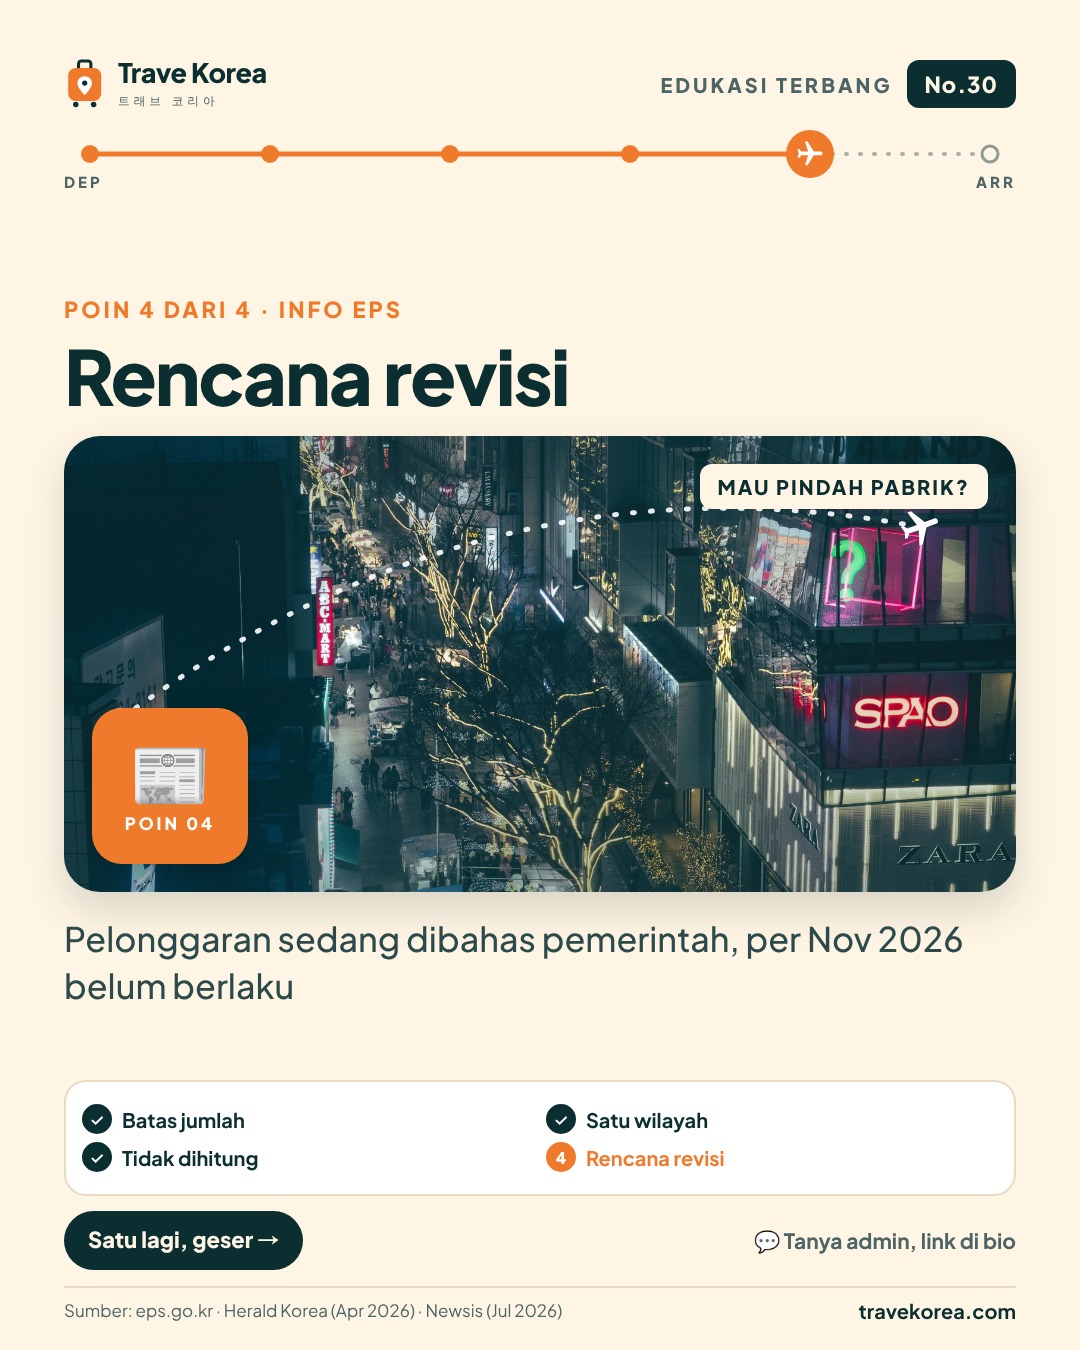 Trave Korea
트래브 코리아
EDUKASI TERBANG
No.30
DEP
ARR
POIN 4 DARI 4 · INFO EPS
Rencana revisi
MAU PINDAH PABRIK?
?
ABC-MART
SPAO
ZARA
ZARA
POIN 04
Pelonggaran sedang dibahas pemerintah, per Nov 2026
belum berlaku
Batas jumlah
Satu wilayah
Tidak dihitung
4 Rencana revisi
Satu lagi, geser →
💬 Tanya admin, link di bio
Sumber: eps.go.kr · Herald Korea (Apr 2026) · Newsis (Jul 2026)
travekorea.com